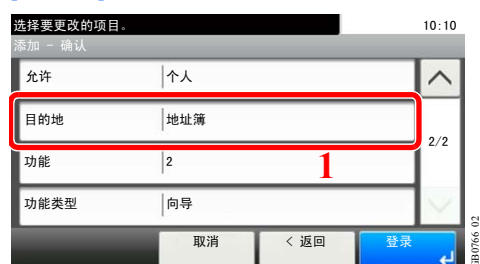 选择要更改的项目。 10:10
添加 - 确认
允许 个人
目的地 地址簿
2/2
功能 2
1
功能类型 向导
取消 < 返回 登录
GB0766_02